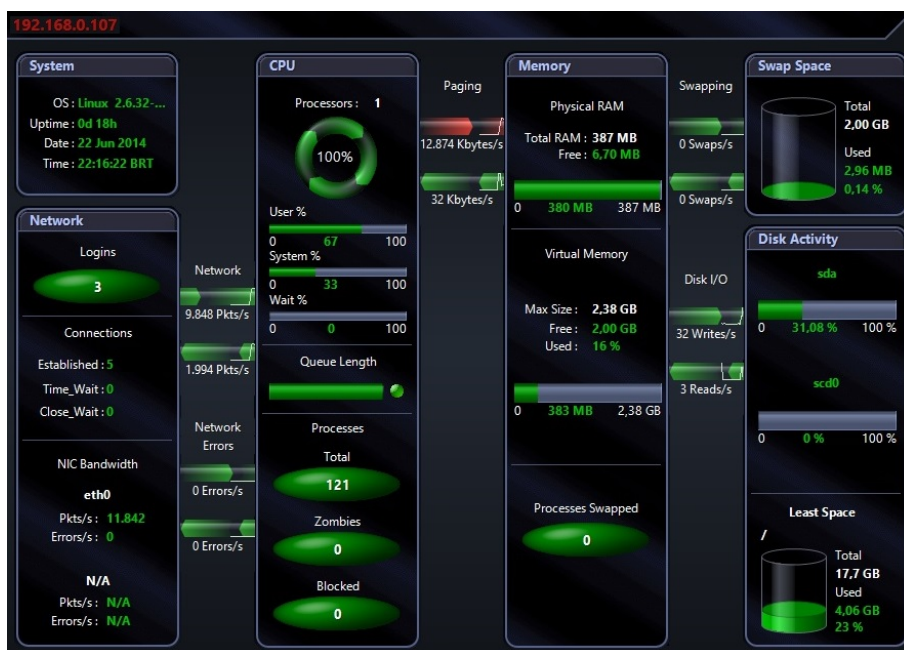 192.168.0.107
System
OS : Linux 2.6.32-...
Uptime : 0d 18h
Date : 22 Jun 2014
Time : 22:16:22 BRT
Network
Logins
3
Connections
Established : 5
Time_Wait : 0
Close_Wait : 0
NIC Bandwidth
eth0
Pkts/s : 11.842
Errors/s : 0
N/A
Pkts/s : N/A
Errors/s : N/A
Network
9.848 Pkts/s
1.994 Pkts/s
Network
Errors
0 Errors/s
0 Errors/s
CPU
Processors : 1
100%
User %
0 67 100
System %
0 33 100
Wait %
0 0 100
Queue Length
Processes
Total
121
Zombies
0
Blocked
0
Paging
12.874 Kbytes/s
32 Kbytes/s
Memory
Physical RAM
Total RAM : 387 MB
Free : 6,70 MB
0 380 MB 387 MB
Virtual Memory
Max Size : 2,38 GB
Free : 2,00 GB
Used : 16 %
0 383 MB 2,38 GB
Processes Swapped
0
Swapping
0 Swaps/s
0 Swaps/s
Disk I/O
32 Writes/s
3 Reads/s
Swap Space
Total
2,00 GB
Used
2,96 MB
0,14 %
Disk Activity
sda
0 31,08 % 100 %
scd0
0 0 % 100 %
Least Space
/
Total
17,7 GB
Used
4,06 GB
23 %